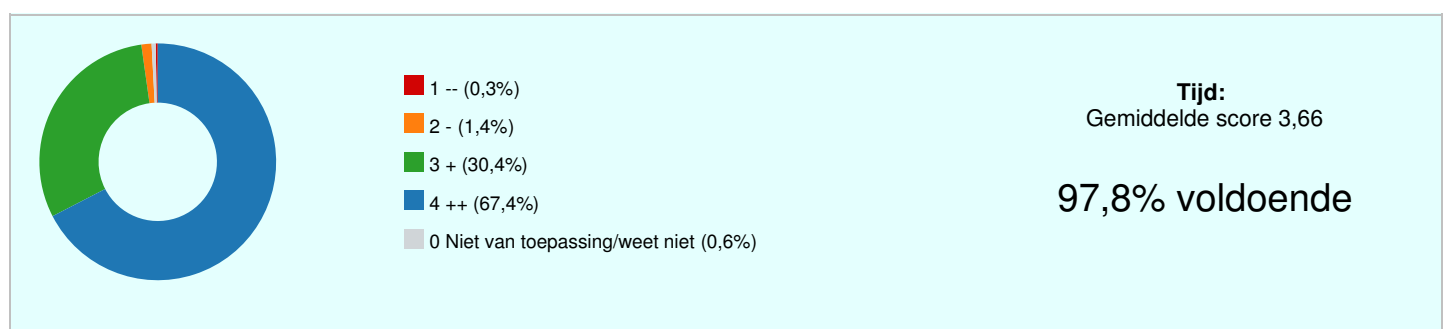 1 -- (0,3%)
2 - (1,4%)
3 + (30,4%)
4 ++ (67,4%)
0 Niet van toepassing/weet niet (0,6%)
Tijd:
Gemiddelde score 3,66
97,8% voldoende